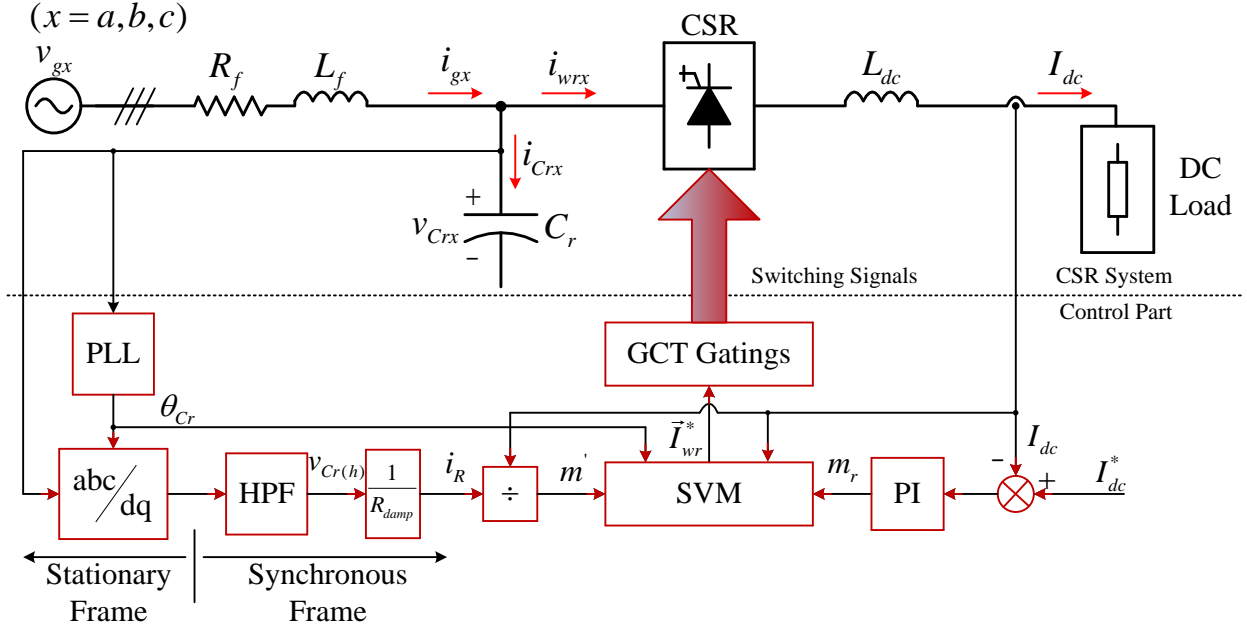 (x = a,b,c)
v_gx
R_f
L_f
i_gx
i_wrx
CSR
L_dc
I_dc
i_Crx
+
v_Crx
C_r
-
DC
Load
Switching Signals
CSR System
Control Part
PLL
GCT Gatings
θ_Cr
I⃗*_wr
I_dc
abc/dq
HPF
v_Cr(h)
1/R_damp
i_R
÷
m'
SVM
m_r
PI
-
+
I*_dc
Stationary
Frame
Synchronous
Frame